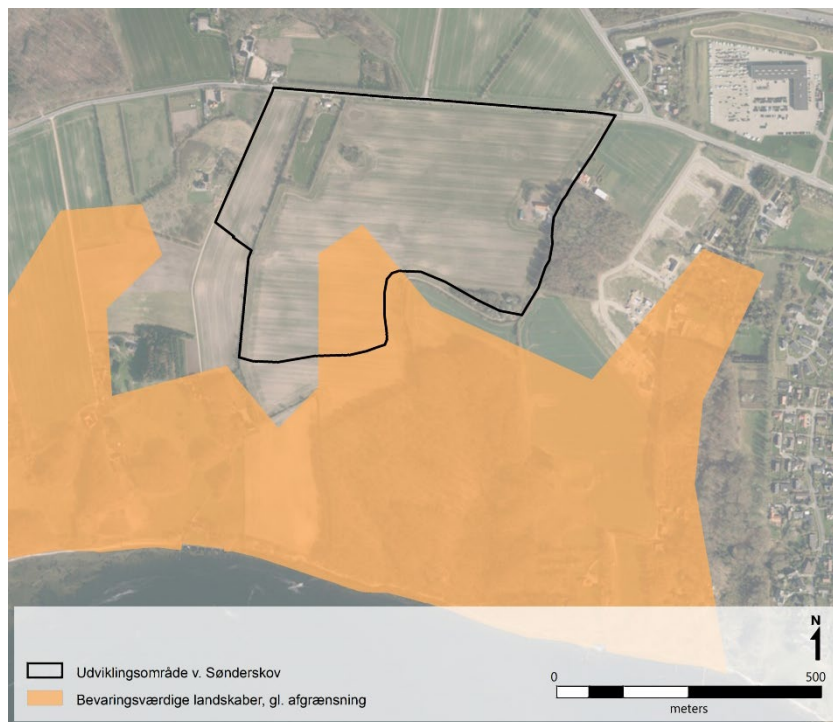 N
Udviklingsområde v. Sønderskov
0 500
Bevaringsværdige landskaber, gl. afgrænsning
meters